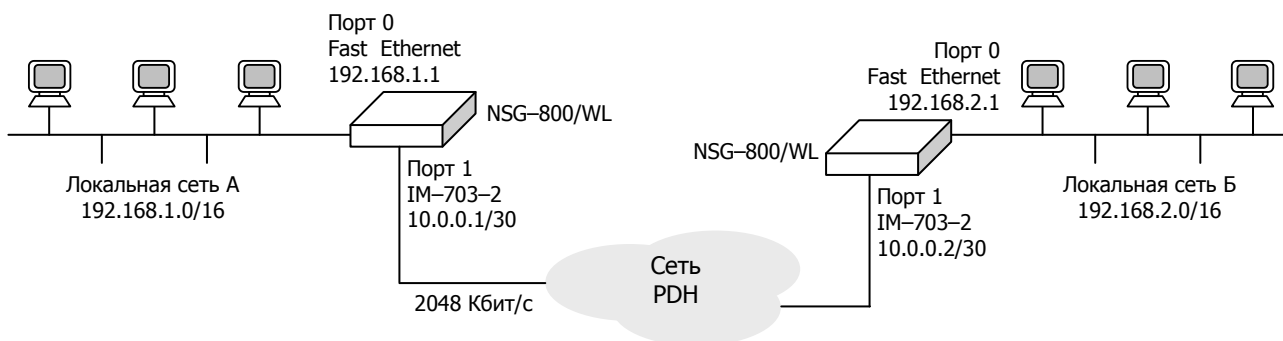 Порт 0
Fast Ethernet
192.168.1.1
NSG–800/WL
Локальная сеть А
192.168.1.0/16
Порт 1
IM–703–2
10.0.0.1/30
2048 Кбит/с
Сеть
PDH
Порт 0
Fast Ethernet
192.168.2.1
NSG–800/WL
Порт 1
IM–703–2
10.0.0.2/30
Локальная сеть Б
192.168.2.0/16